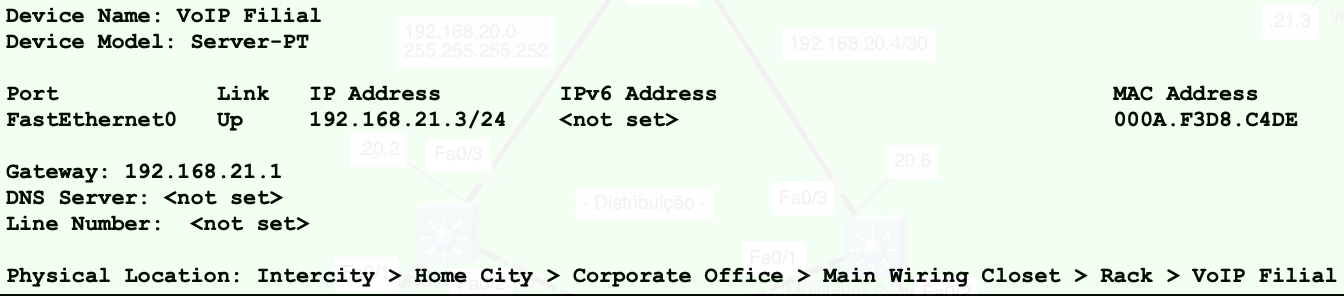 Device Name: VoIP Filial
Device Model: Server-PT
Port Link IP Address IPv6 Address MAC Address
FastEthernet0 Up 192.168.21.3/24 <not set> 000A.F3D8.C4DE
Gateway: 192.168.21.1
DNS Server: <not set>
Line Number: <not set>
Physical Location: Intercity > Home City > Corporate Office > Main Wiring Closet > Rack > VoIP Filial
192.168.20.0
255.255.255.252
192.168.20.4/30
.21.3
.20.2
Fa0/3
20.6
- Distribuição -
Fa0/3
Fa0/1